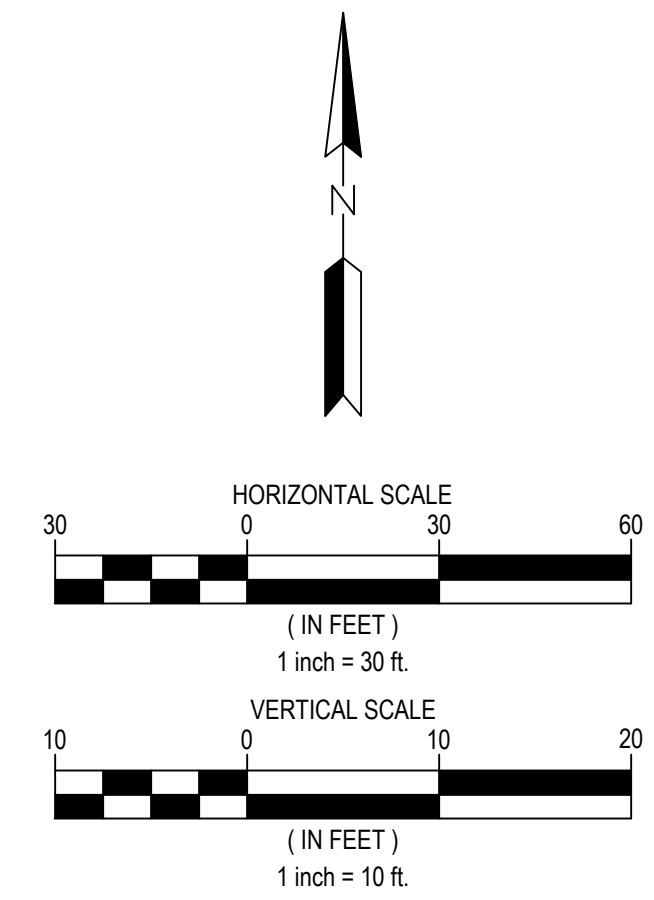 N
HORIZONTAL SCALE
30 0 30 60
( IN FEET )
1 inch = 30 ft.
VERTICAL SCALE
10 0 10 20
( IN FEET )
1 inch = 10 ft.